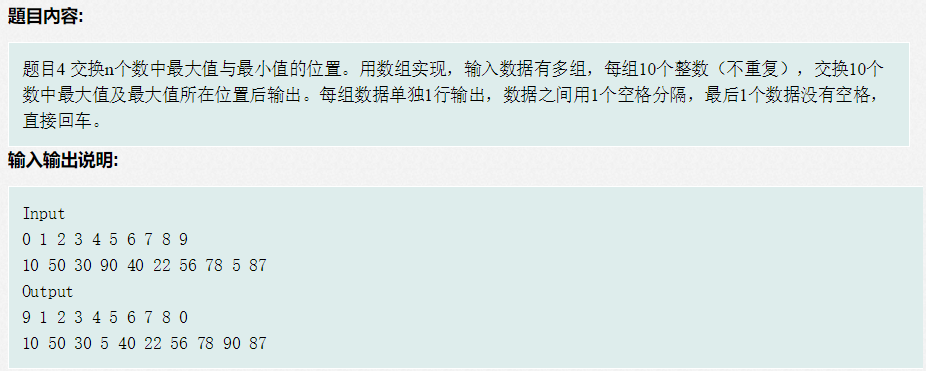 题目内容:
题目4 交换n个数中最大值与最小值的位置。用数组实现，输入数据有多组，每组10个整数（不重复），交换10个
数中最大值及最大值所在位置后输出。每组数据单独1行输出，数据之间用1个空格分隔，最后1个数据没有空格，
直接回车。
输入输出说明:
Input
0 1 2 3 4 5 6 7 8 9
10 50 30 90 40 22 56 78 5 87
Output
9 1 2 3 4 5 6 7 8 0
10 50 30 5 40 22 56 78 90 87